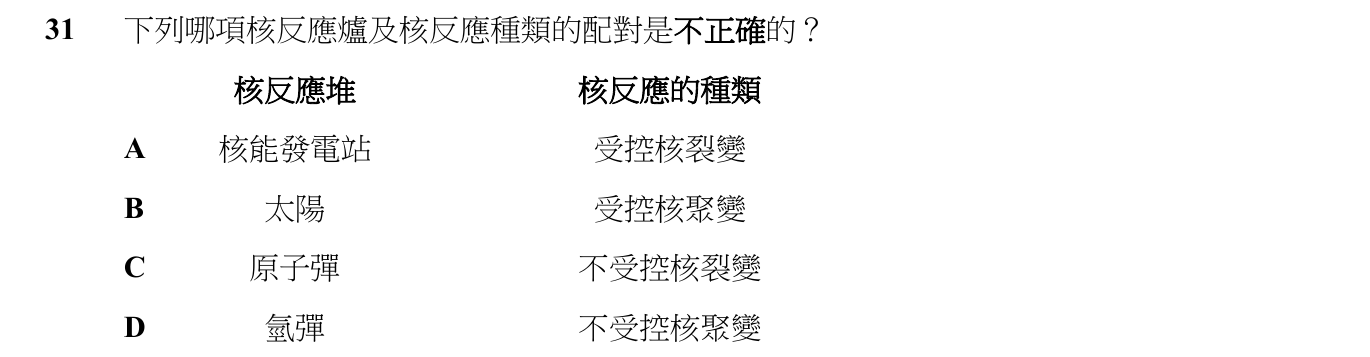 31 下列哪項核反應爐及核反應種類的配對是不正確的？
核反應堆 核反應的種類
A 核能發電站 受控核裂變
B 太陽 受控核聚變
C 原子彈 不受控核裂變
D 氫彈 不受控核聚變